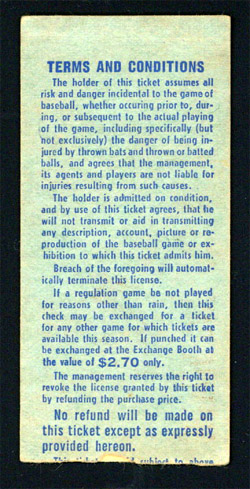 TERMS AND CONDITIONS
The holder of this ticket assumes all
risk and danger incidental to the game of
baseball, whether occuring prior to, dur-
ing, or subsequent to the actual playing
of the game, including specifically (but
not exclusively) the danger of being in-
jured by thrown bats and thrown or batted
balls, and agrees that the management,
its agents and players are not liable for
injuries resulting from such causes.
The holder is admitted on condition,
and by use of this ticket agrees, that he
will not transmit or aid in transmitting
any description, account, picture or re-
production of the baseball game or ex-
hibition to which this ticket admits him.
Breach of the foregoing will automat-
ically terminate this license.
If a regulation game be not played
for reasons other than rain, then this
check may be exchanged for a ticket
for any other game for which tickets are
available this season. If punched it can
be exchanged at the Exchange Booth at
the value of $2.70 only.
The management reserves the right to
revoke the license granted by this ticket
by refunding the purchase price.
No refund will be made on
this ticket except as expressly
provided hereon.
subject to above